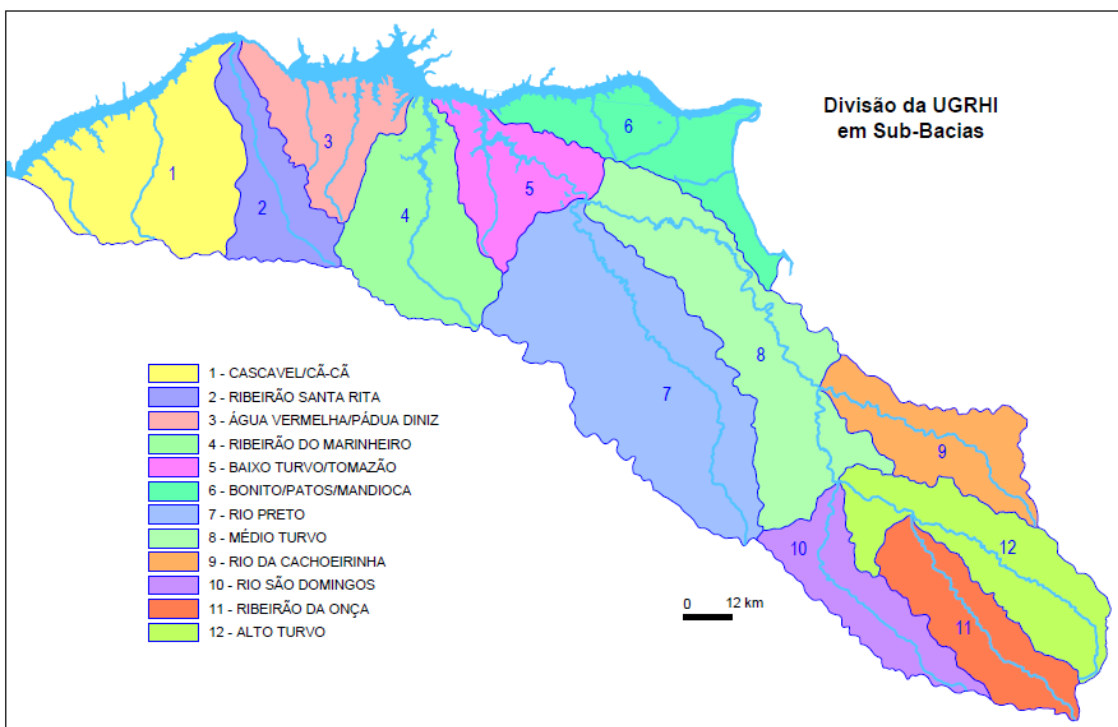 Divisão da UGRHI
em Sub-Bacias
1
2
3
4
5
6
7
8
9
10
11
12
1 - CASCAVEL/CÃ-CÃ
2 - RIBEIRÃO SANTA RITA
3 - ÁGUA VERMELHA/PÁDUA DINIZ
4 - RIBEIRÃO DO MARINHEIRO
5 - BAIXO TURVO/TOMAZÃO
6 - BONITO/PATOS/MANDIOCA
7 - RIO PRETO
8 - MÉDIO TURVO
9 - RIO DA CACHOEIRINHA
10 - RIO SÃO DOMINGOS
11 - RIBEIRÃO DA ONÇA
12 - ALTO TURVO
0 12 km